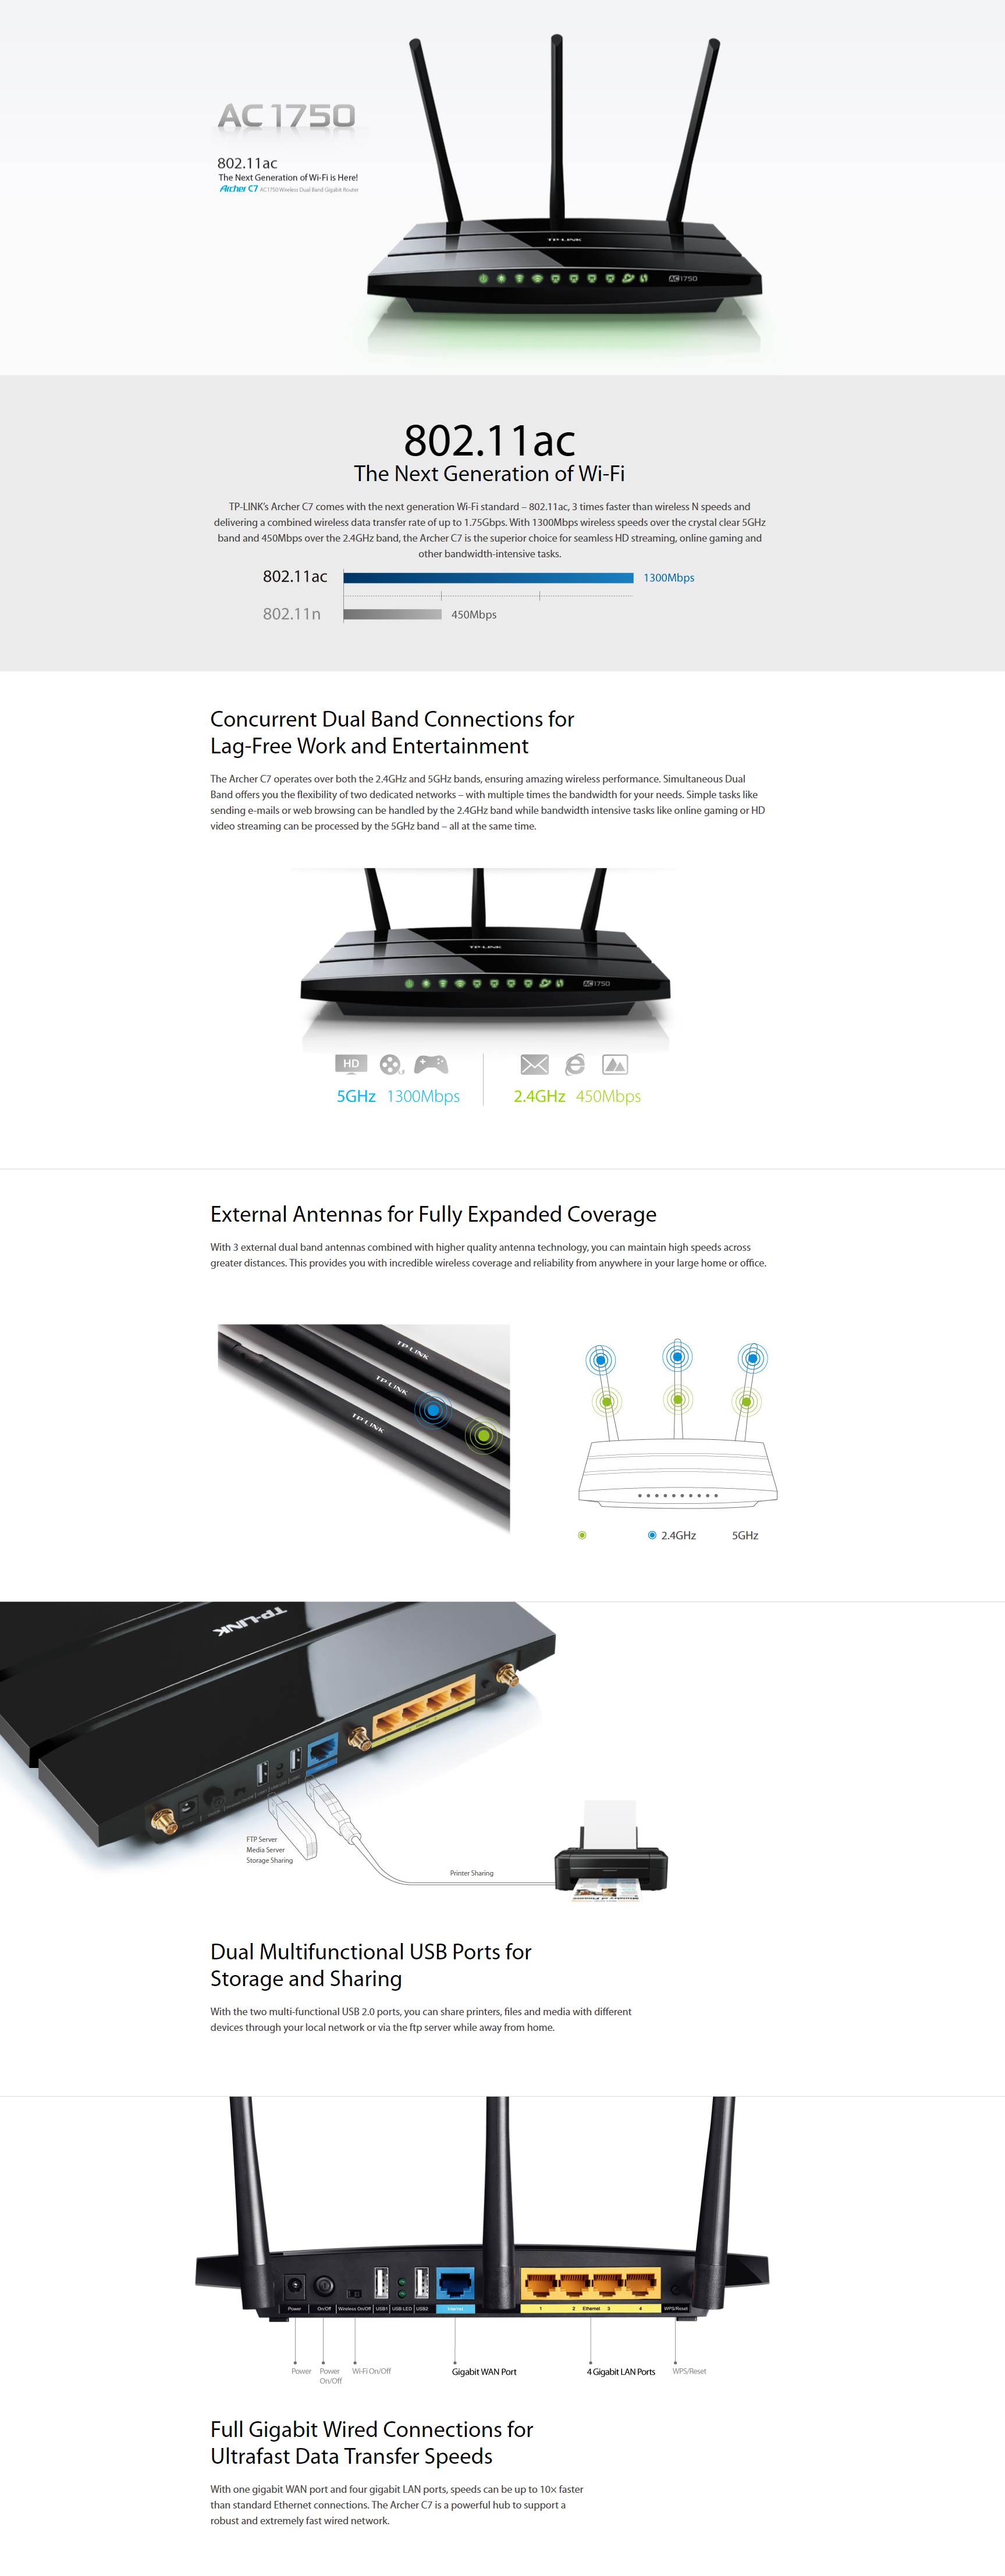 AC1750
802.11ac
The Next Generation of Wi-Fi is Here!
Archer C7 AC1750 Wireless Dual Band Gigabit Router
TP-LINK
AC1750
802.11ac
The Next Generation of Wi-Fi
TP-LINK's Archer C7 comes with the next generation Wi-Fi standard – 802.11ac, 3 times faster than wireless N speeds and
delivering a combined wireless data transfer rate of up to 1.75Gbps. With 1300Mbps wireless speeds over the crystal clear 5GHz
band and 450Mbps over the 2.4GHz band, the Archer C7 is the superior choice for seamless HD streaming, online gaming and
other bandwidth-intensive tasks.
802.11ac 1300Mbps
802.11n 450Mbps
Concurrent Dual Band Connections for
Lag-Free Work and Entertainment
The Archer C7 operates over both the 2.4GHz and 5GHz bands, ensuring amazing wireless performance. Simultaneous Dual
Band offers you the flexibility of two dedicated networks – with multiple times the bandwidth for your needs. Simple tasks like
sending e-mails or web browsing can be handled by the 2.4GHz band while bandwidth intensive tasks like online gaming or HD
video streaming can be processed by the 5GHz band – all at the same time.
TP-LINK
AC1750
HD
5GHz 1300Mbps 2.4GHz 450Mbps
External Antennas for Fully Expanded Coverage
With 3 external dual band antennas combined with higher quality antenna technology, you can maintain high speeds across
greater distances. This provides you with incredible wireless coverage and reliability from anywhere in your large home or office.
TP-LINK
TP-LINK
TP-LINK
2.4GHz 5GHz
TP-LINK
FTP Server
Media Server
Storage Sharing
Printer Sharing
Dual Multifunctional USB Ports for
Storage and Sharing
With the two multi-functional USB 2.0 ports, you can share printers, files and media with different
devices through your local network or via the ftp server while away from home.
Power On/Off Wireless On/Off USB1 USB LED USB2 Internet 1 2 Ethernet 3 4 WPS/Reset
Power Power Wi-Fi On/Off Gigabit WAN Port 4 Gigabit LAN Ports WPS/Reset
On/Off
Full Gigabit Wired Connections for
Ultrafast Data Transfer Speeds
With one gigabit WAN port and four gigabit LAN ports, speeds can be up to 10× faster
than standard Ethernet connections. The Archer C7 is a powerful hub to support a
robust and extremely fast wired network.